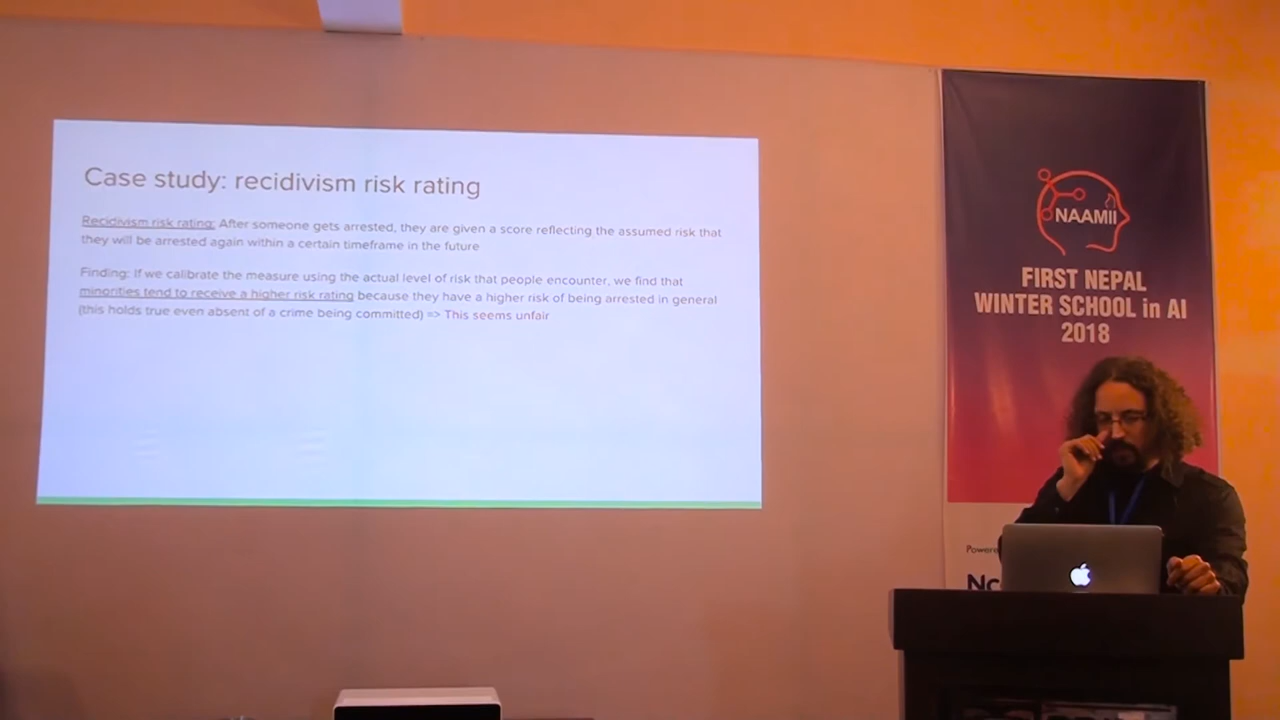 Case study: recidivism risk rating
Recidivism risk rating: After someone gets arrested, they are given a score reflecting the assumed risk that
they will be arrested again within a certain timeframe in the future
Finding: If we calibrate the measure using the actual level of risk that people encounter, we find that
minorities tend to receive a higher risk rating because they have a higher risk of being arrested in general
(this holds true even absent of a crime being committed) => This seems unfair
NAAMII
FIRST NEPAL
WINTER SCHOOL in AI
2018
Powere
Nc